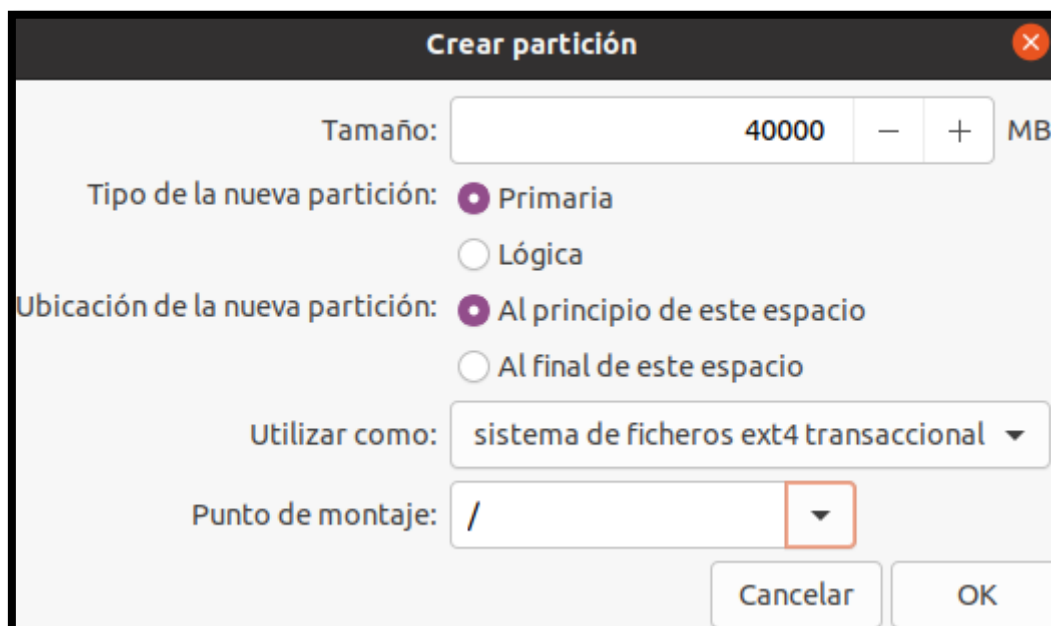 Crear partición
Tamaño: 40000 − + MB
Tipo de la nueva partición: Primaria
Lógica
Ubicación de la nueva partición: Al principio de este espacio
Al final de este espacio
Utilizar como: sistema de ficheros ext4 transaccional
Punto de montaje: /
Cancelar OK